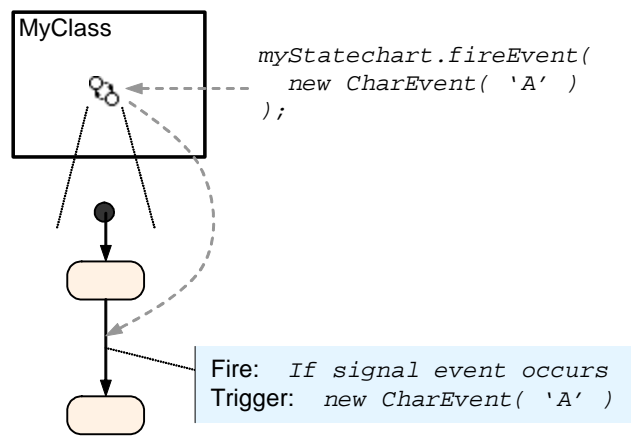 MyClass
myStatechart.fireEvent(
new CharEvent( ‘A’ )
);
Fire: If signal event occurs
Trigger: new CharEvent( ‘A’ )